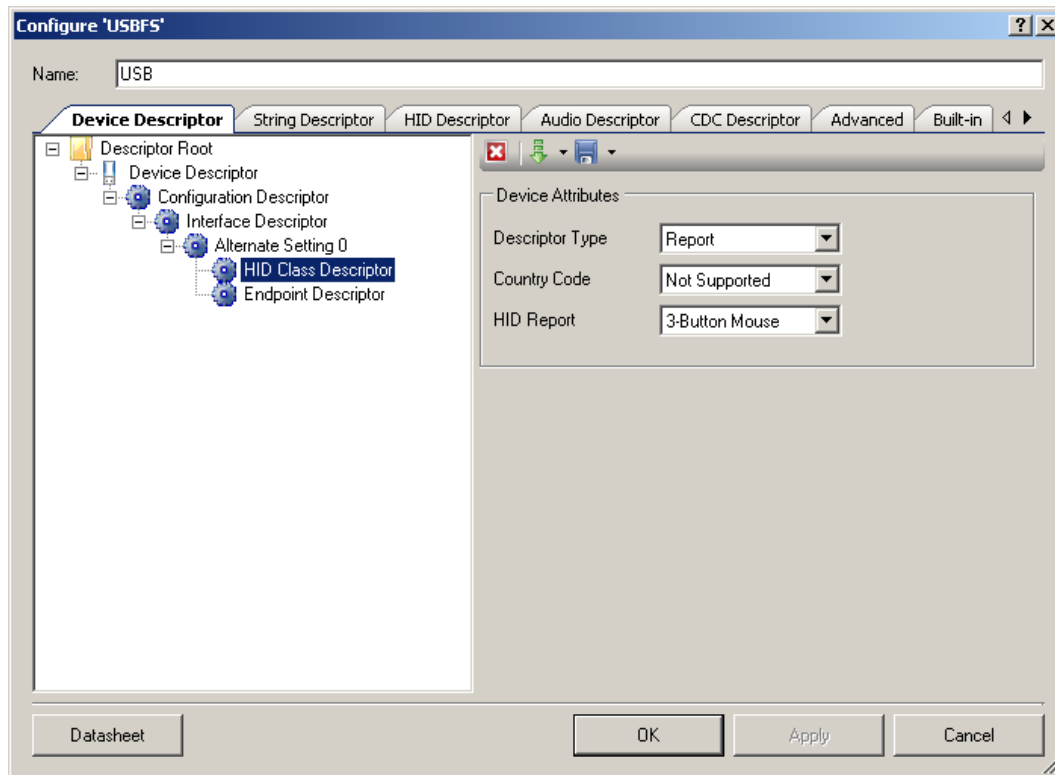 Configure 'USBFS'
Name: USB
Device Descriptor String Descriptor HID Descriptor Audio Descriptor CDC Descriptor Advanced Built-in
Descriptor Root
Device Descriptor
Configuration Descriptor
Interface Descriptor
Alternate Setting 0
HID Class Descriptor
Endpoint Descriptor
Device Attributes
Descriptor Type Report
Country Code Not Supported
HID Report 3-Button Mouse
Datasheet OK Apply Cancel